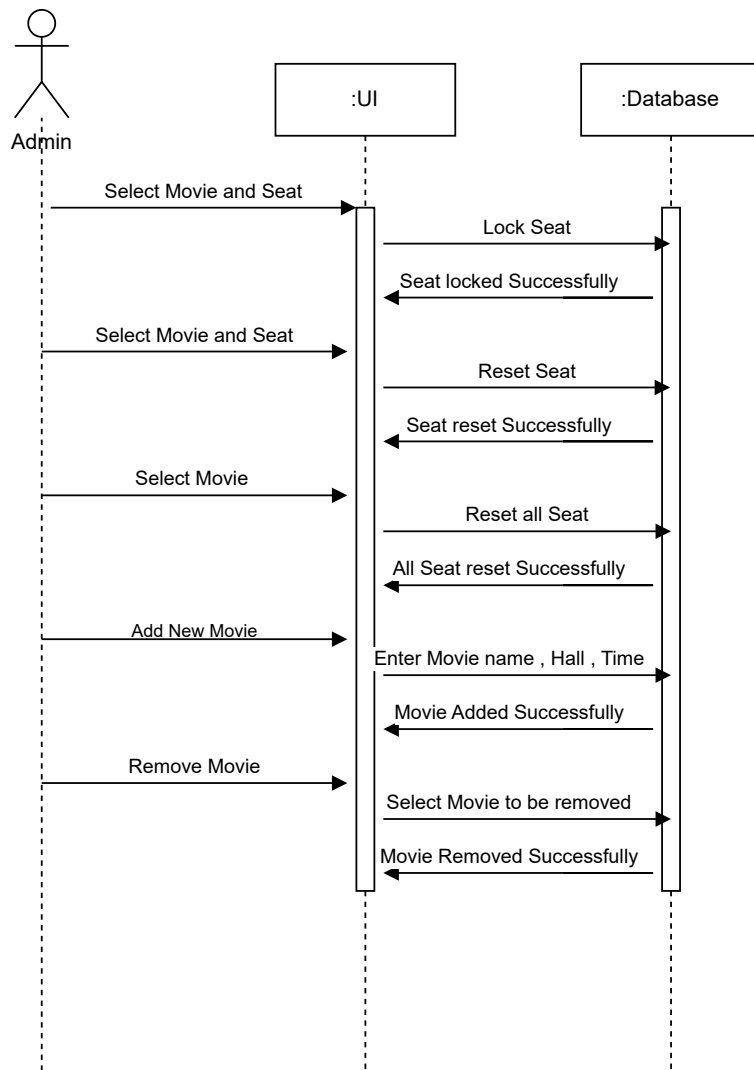 :UI
:Database
Admin
Select Movie and Seat
Lock Seat
Seat locked Successfully
Select Movie and Seat
Reset Seat
Seat reset Successfully
Select Movie
Reset all Seat
All Seat reset Successfully
Add New Movie
Enter Movie name , Hall , Time
Movie Added Successfully
Remove Movie
Select Movie to be removed
Movie Removed Successfully